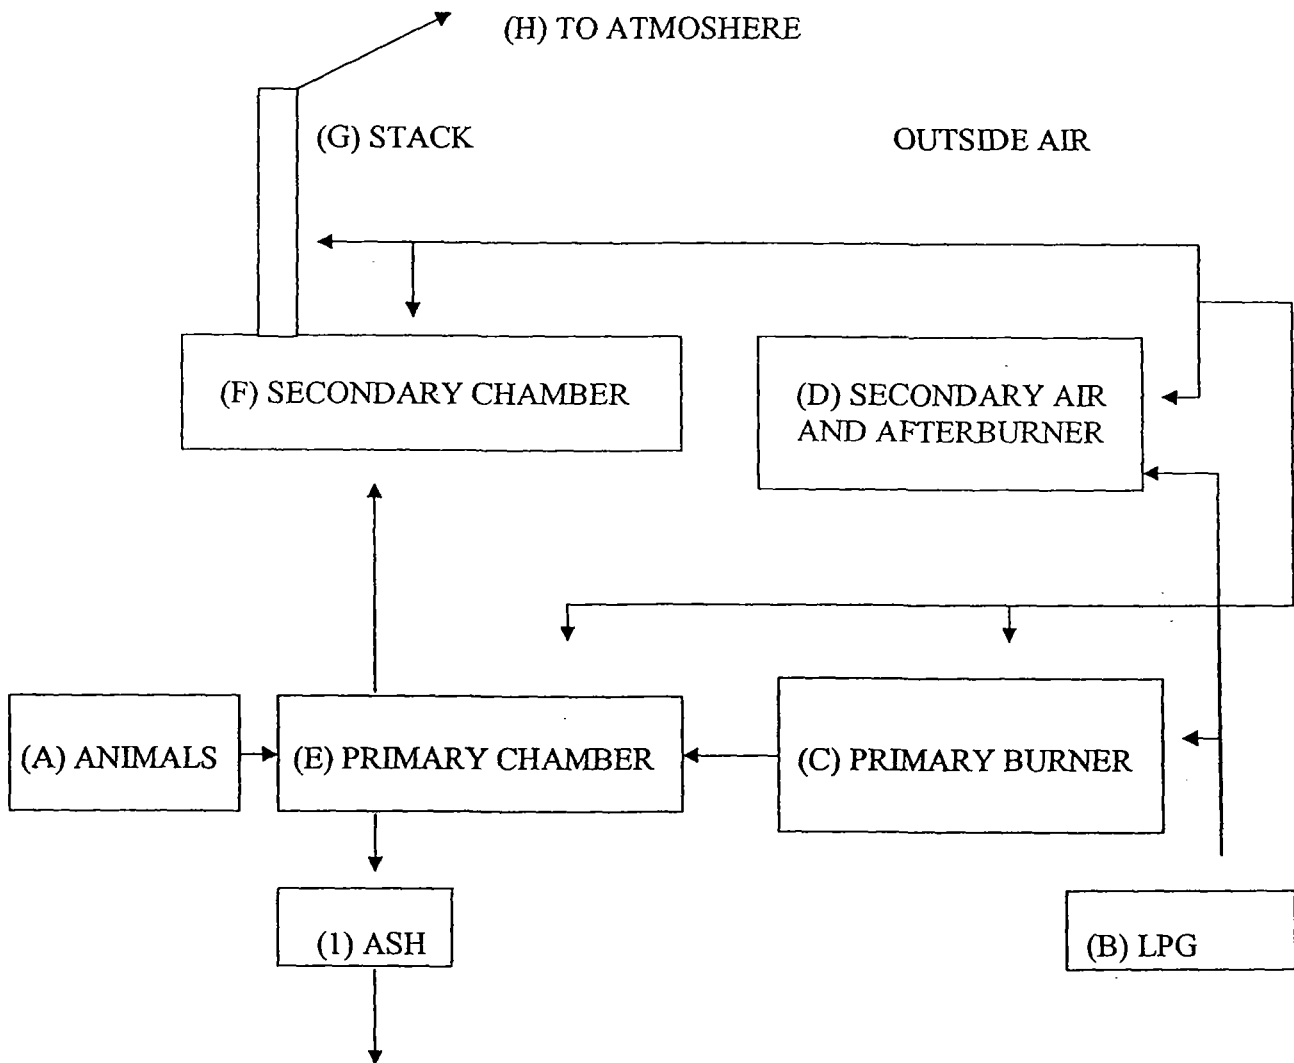 (H) TO ATMOSHERE
(G) STACK
OUTSIDE AIR
(F) SECONDARY CHAMBER
(D) SECONDARY AIR
AND AFTERBURNER
(A) ANIMALS
(E) PRIMARY CHAMBER
(C) PRIMARY BURNER
(1) ASH
(B) LPG